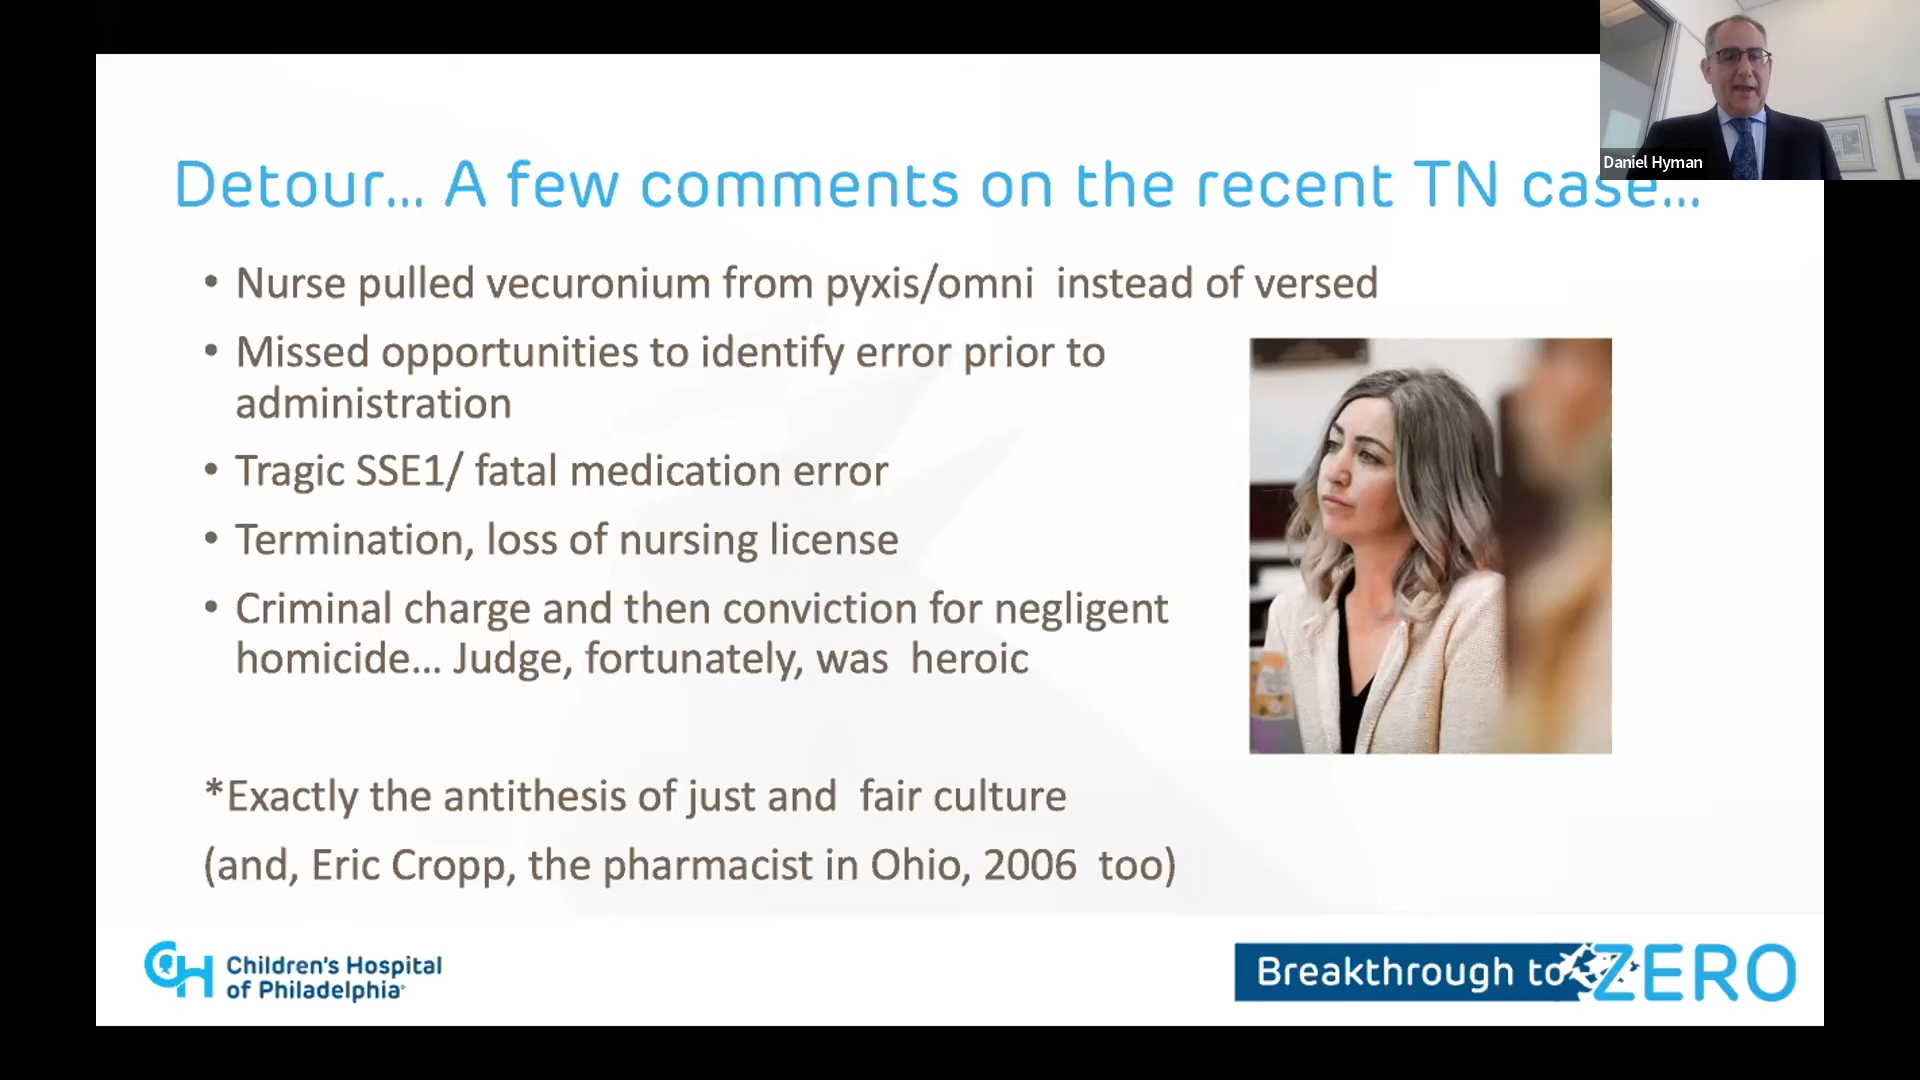 Daniel Hyman
Detour... A few comments on the recent TN case...
• Nurse pulled vecuronium from pyxis/omni instead of versed
• Missed opportunities to identify error prior to
administration
• Tragic SSE1/ fatal medication error
• Termination, loss of nursing license
• Criminal charge and then conviction for negligent
homicide... Judge, fortunately, was heroic
*Exactly the antithesis of just and fair culture
(and, Eric Cropp, the pharmacist in Ohio, 2006 too)
CH Children's Hospital
of Philadelphia
Breakthrough to ZERO